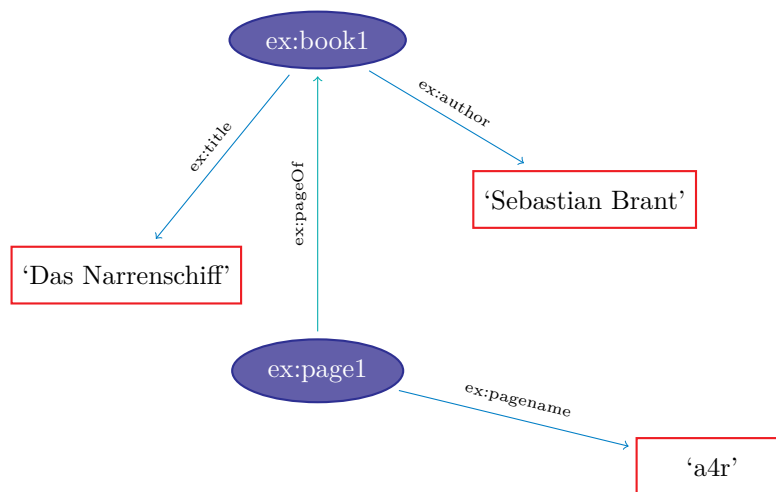 ex:book1
ex:author
ex:title
ex:pageOf
‘Sebastian Brant’
‘Das Narrenschiff’
ex:page1
ex:pagename
‘a4r’